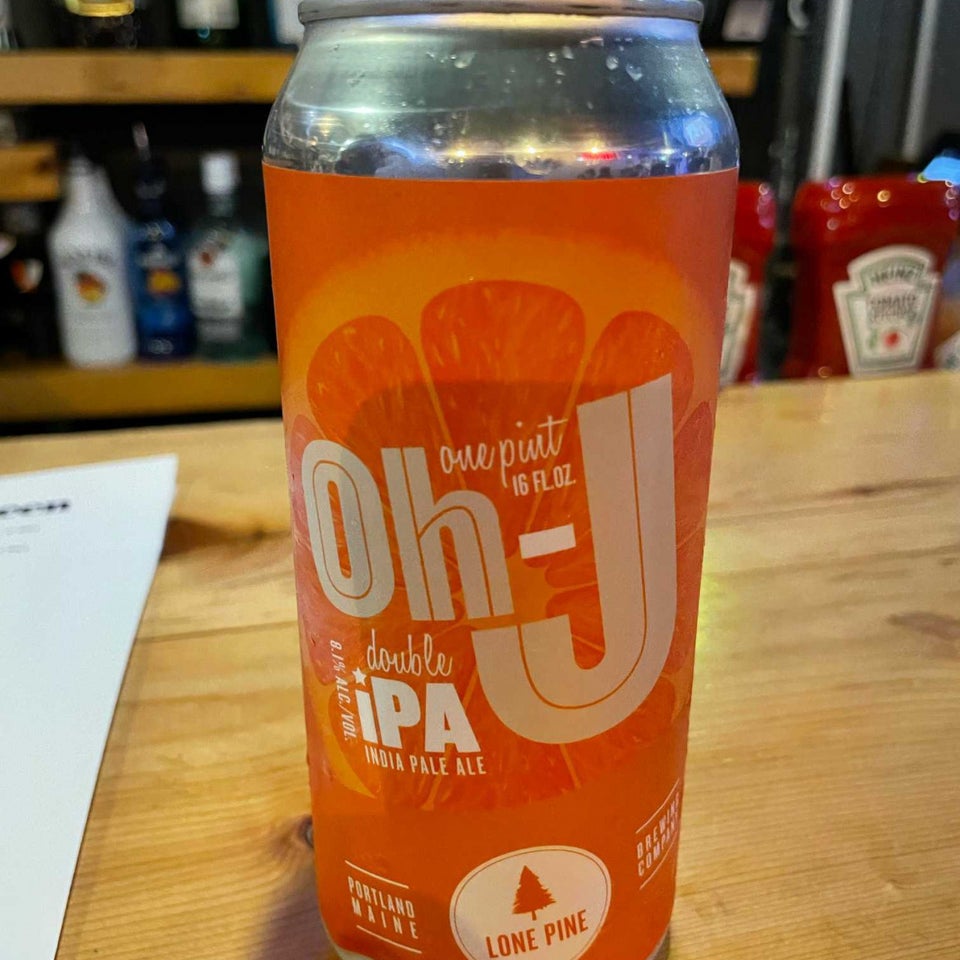 one pint
16 FL.OZ.
Oh-J
double
iPA
INDIA PALE ALE
8.1% ALC./VOL.
PORTLAND
MAINE
LONE PINE
BREWING
COMPANY
HEINZ
TOMATO